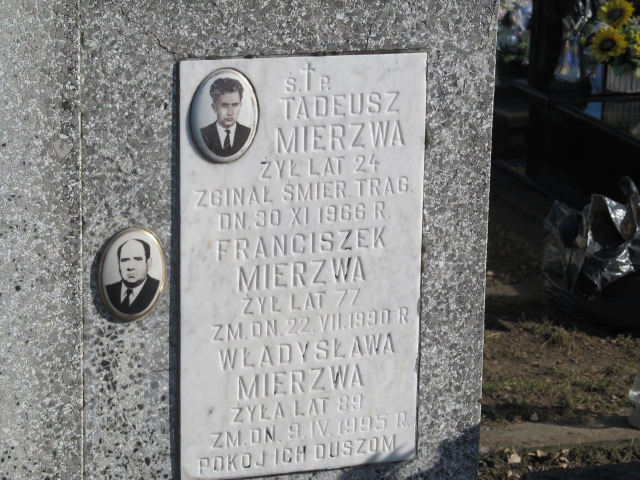 Ś.†P.
TADEUSZ
MIERZWA
ŻYŁ LAT 24
ZGINAŁ ŚMIER. TRAG.
DN. 30 XI 1966 R.
FRANCISZEK
MIERZWA
ŻYŁ LAT 77
ZM. DN. 22. VII. 1990 R.
WŁADYSŁAWA
MIERZWA
ŻYŁA LAT 89
ZM. DN. 9. IV. 1995 R.
POKÓJ ICH DUSZOM